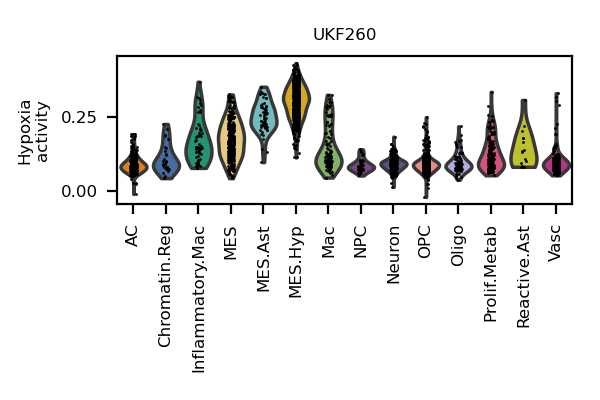 UKF260
Hypoxia
activity
0.25
0.00
AC
Chromatin.Reg
Inflammatory.Mac
MES
MES.Ast
MES.Hyp
Mac
NPC
Neuron
OPC
Oligo
Prolif.Metab
Reactive.Ast
Vasc